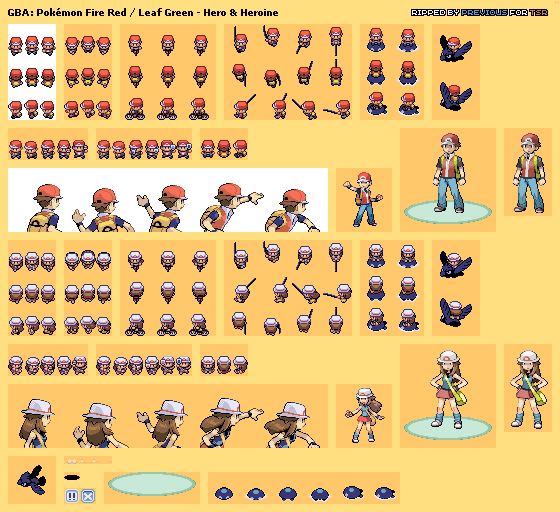 GBA: Pokémon Fire Red / Leaf Green - Hero & Heroine
RIPPED BY PREVIOUS FOR TSR